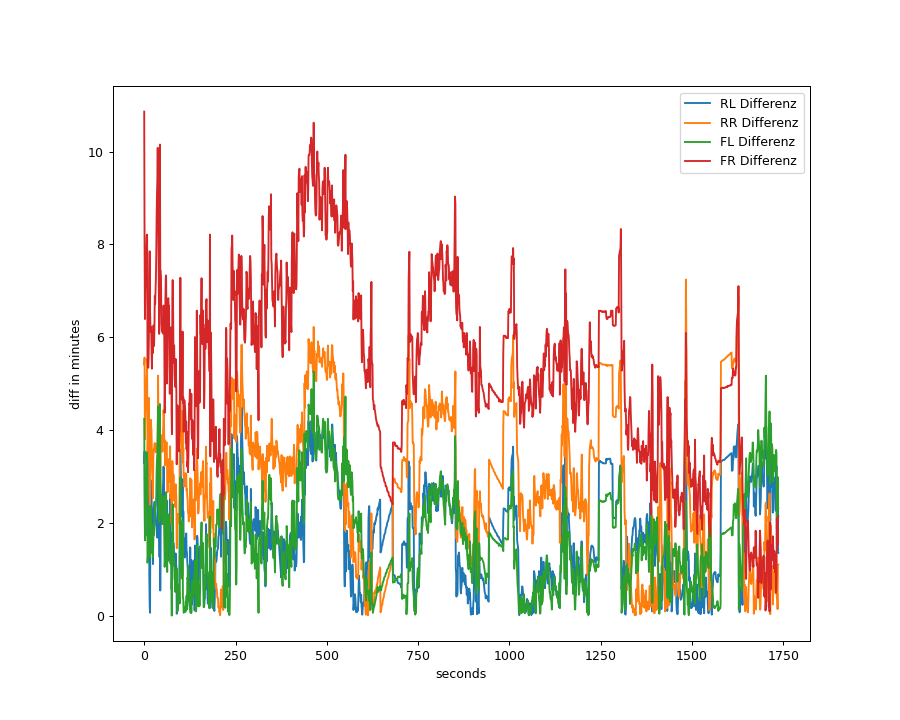 RL Differenz
RR Differenz
FL Differenz
FR Differenz
diff in minutes
10
8
6
4
2
0
0 250 500 750 1000 1250 1500 1750
seconds